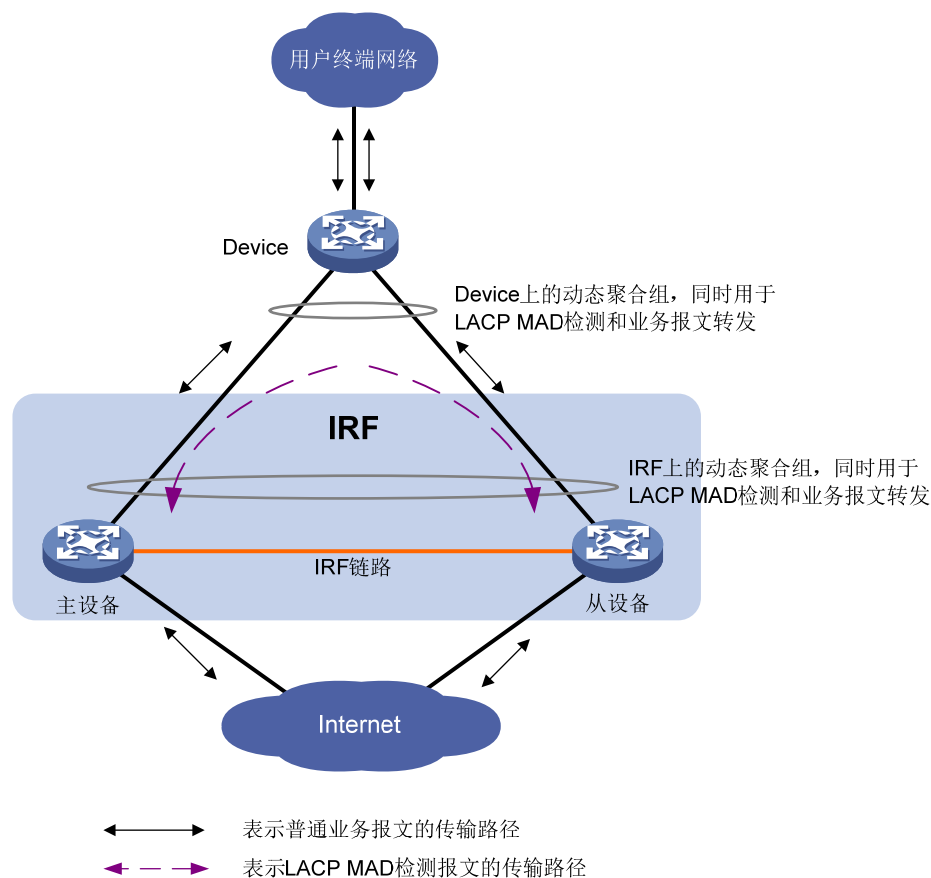 用户终端网络
Device
Device上的动态聚合组，同时用于
LACP MAD检测和业务报文转发
IRF
IRF上的动态聚合组，同时用于
LACP MAD检测和业务报文转发
IRF链路
主设备
从设备
Internet
表示普通业务报文的传输路径
表示LACP MAD检测报文的传输路径